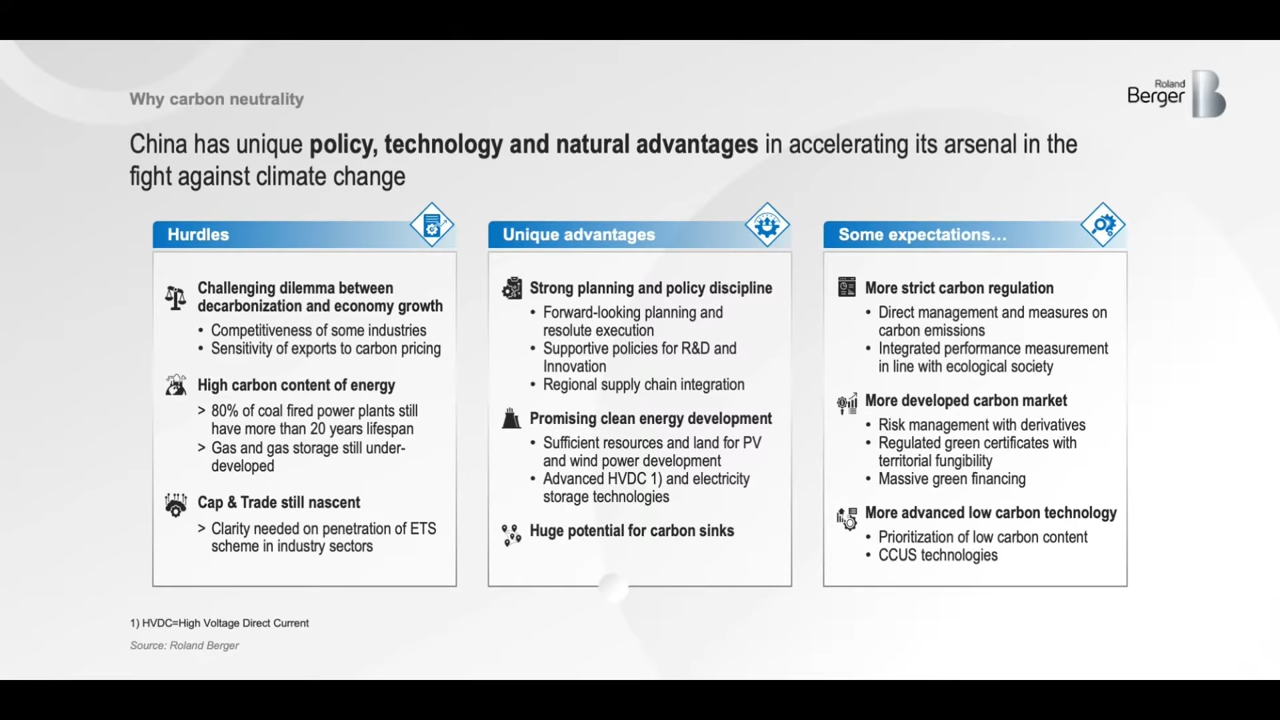 Why carbon neutrality
Roland
Berger
China has unique policy, technology and natural advantages in accelerating its arsenal in the
fight against climate change
Hurdles
Challenging dilemma between
decarbonization and economy growth
• Competitiveness of some industries
• Sensitivity of exports to carbon pricing
High carbon content of energy
> 80% of coal fired power plants still
have more than 20 years lifespan
> Gas and gas storage still under-
developed
Cap & Trade still nascent
> Clarity needed on penetration of ETS
scheme in industry sectors
Unique advantages
Strong planning and policy discipline
• Forward-looking planning and
resolute execution
• Supportive policies for R&D and
Innovation
• Regional supply chain integration
Promising clean energy development
• Sufficient resources and land for PV
and wind power development
• Advanced HVDC 1) and electricity
storage technologies
Huge potential for carbon sinks
Some expectations…
More strict carbon regulation
• Direct management and measures on
carbon emissions
• Integrated performance measurement
in line with ecological society
More developed carbon market
• Risk management with derivatives
• Regulated green certificates with
territorial fungibility
• Massive green financing
More advanced low carbon technology
• Prioritization of low carbon content
• CCUS technologies
1) HVDC=High Voltage Direct Current
Source: Roland Berger